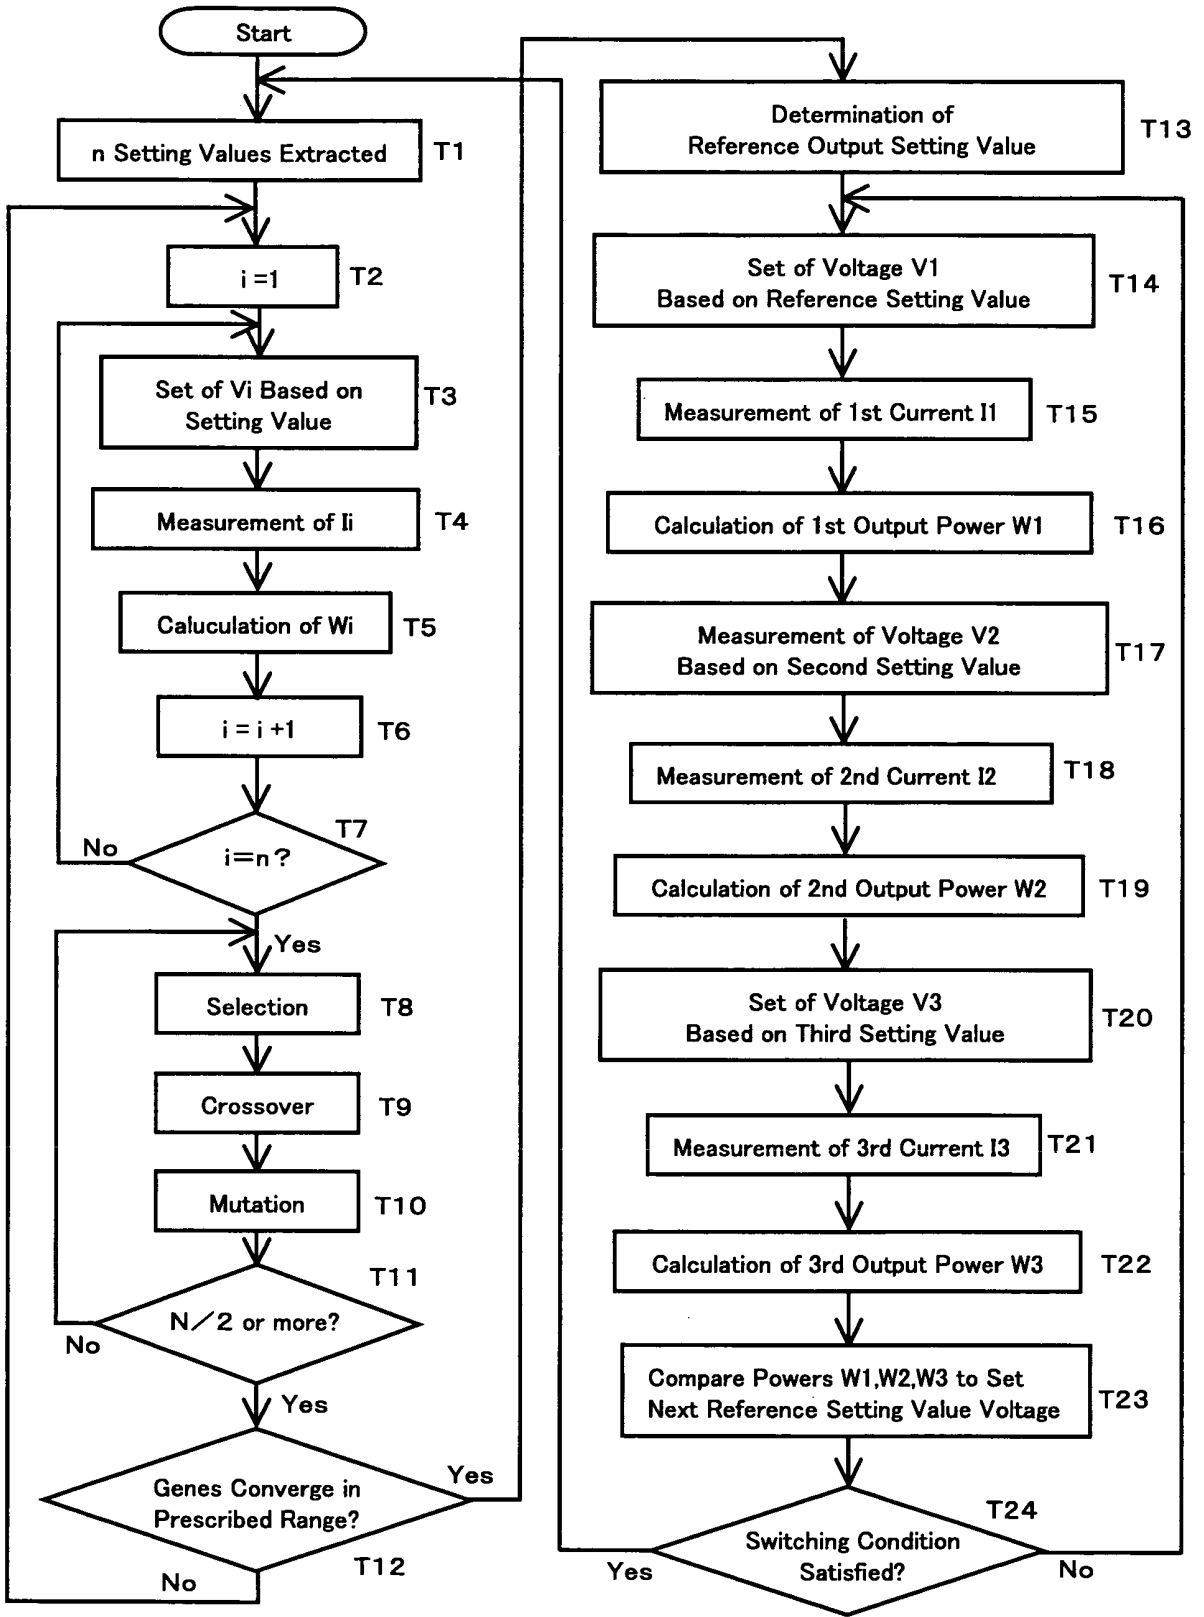 Start
n Setting Values Extracted
T1
i =1
T2
Set of Vi Based on
Setting Value
T3
Measurement of Ii
T4
Caluculation of Wi
T5
i = i +1
T6
i=n?
T7
No
Yes
Selection
T8
Crossover
T9
Mutation
T10
N/2 or more?
T11
No
Yes
Genes Converge in
Prescribed Range?
T12
Yes
No
Determination of
Reference Output Setting Value
T13
Set of Voltage V1
Based on Reference Setting Value
T14
Measurement of 1st Current I1
T15
Calculation of 1st Output Power W1
T16
Measurement of Voltage V2
Based on Second Setting Value
T17
Measurement of 2nd Current I2
T18
Calculation of 2nd Output Power W2
T19
Set of Voltage V3
Based on Third Setting Value
T20
Measurement of 3rd Current I3
T21
Calculation of 3rd Output Power W3
T22
Compare Powers W1,W2,W3 to Set
Next Reference Setting Value Voltage
T23
Switching Condition
Satisfied?
T24
Yes
No